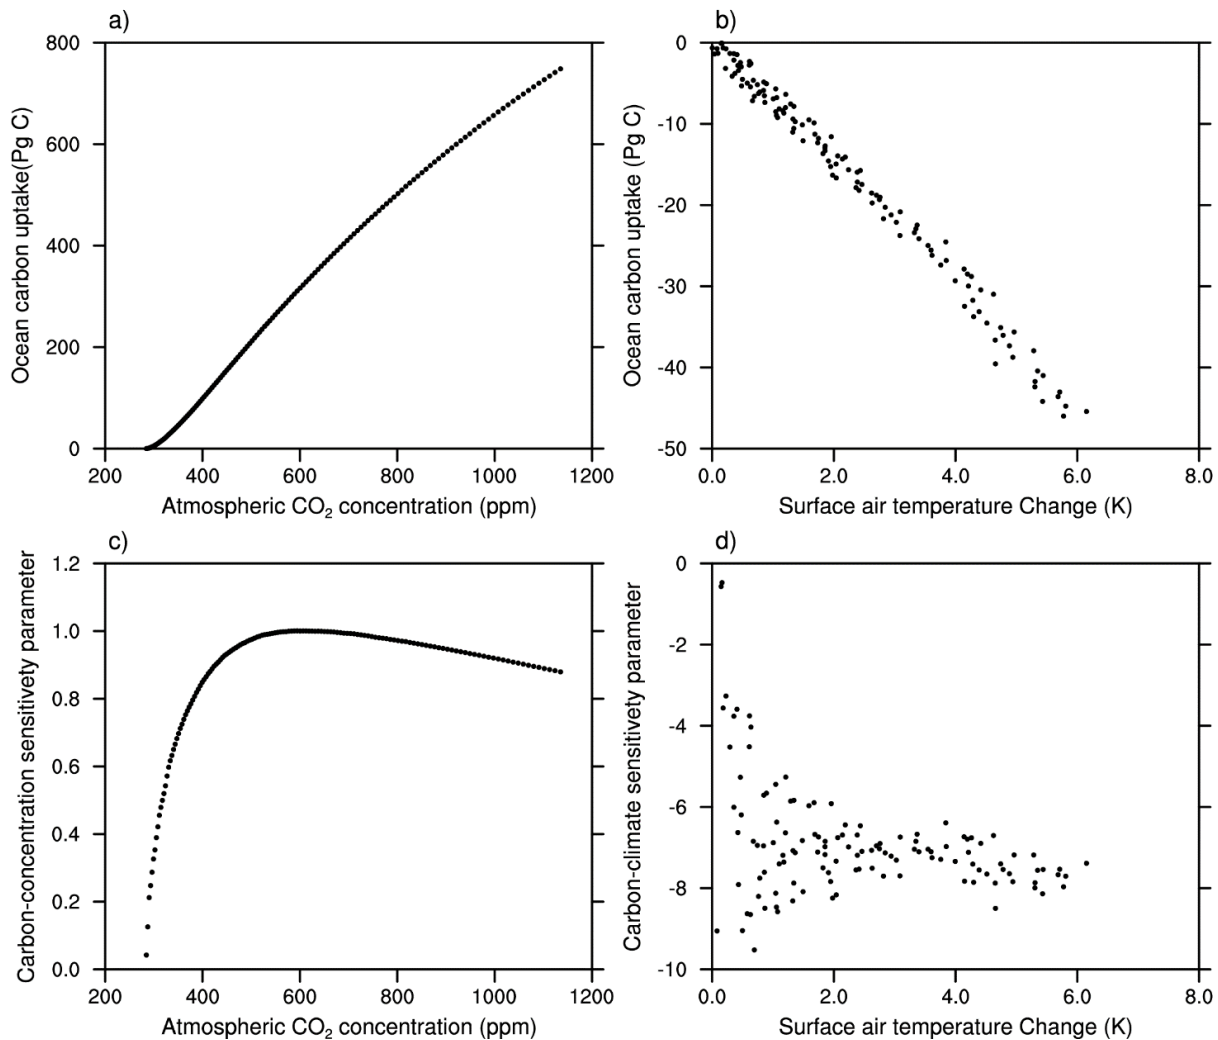 a)
800
600
400
200
0
200 400 600 800 1000 1200
Ocean carbon uptake(Pg C)
Atmospheric CO₂ concentration (ppm)
b)
0
-10
-20
-30
-40
-50
0.0 2.0 4.0 6.0 8.0
Ocean carbon uptake (Pg C)
Surface air temperature Change (K)
c)
1.2
1.0
0.8
0.6
0.4
0.2
0.0
200 400 600 800 1000 1200
Carbon-concentration sensitivety parameter
Atmospheric CO₂ concentration (ppm)
d)
0
-2
-4
-6
-8
-10
0.0 2.0 4.0 6.0 8.0
Carbon-climate sensitivety parameter
Surface air temperature Change (K)